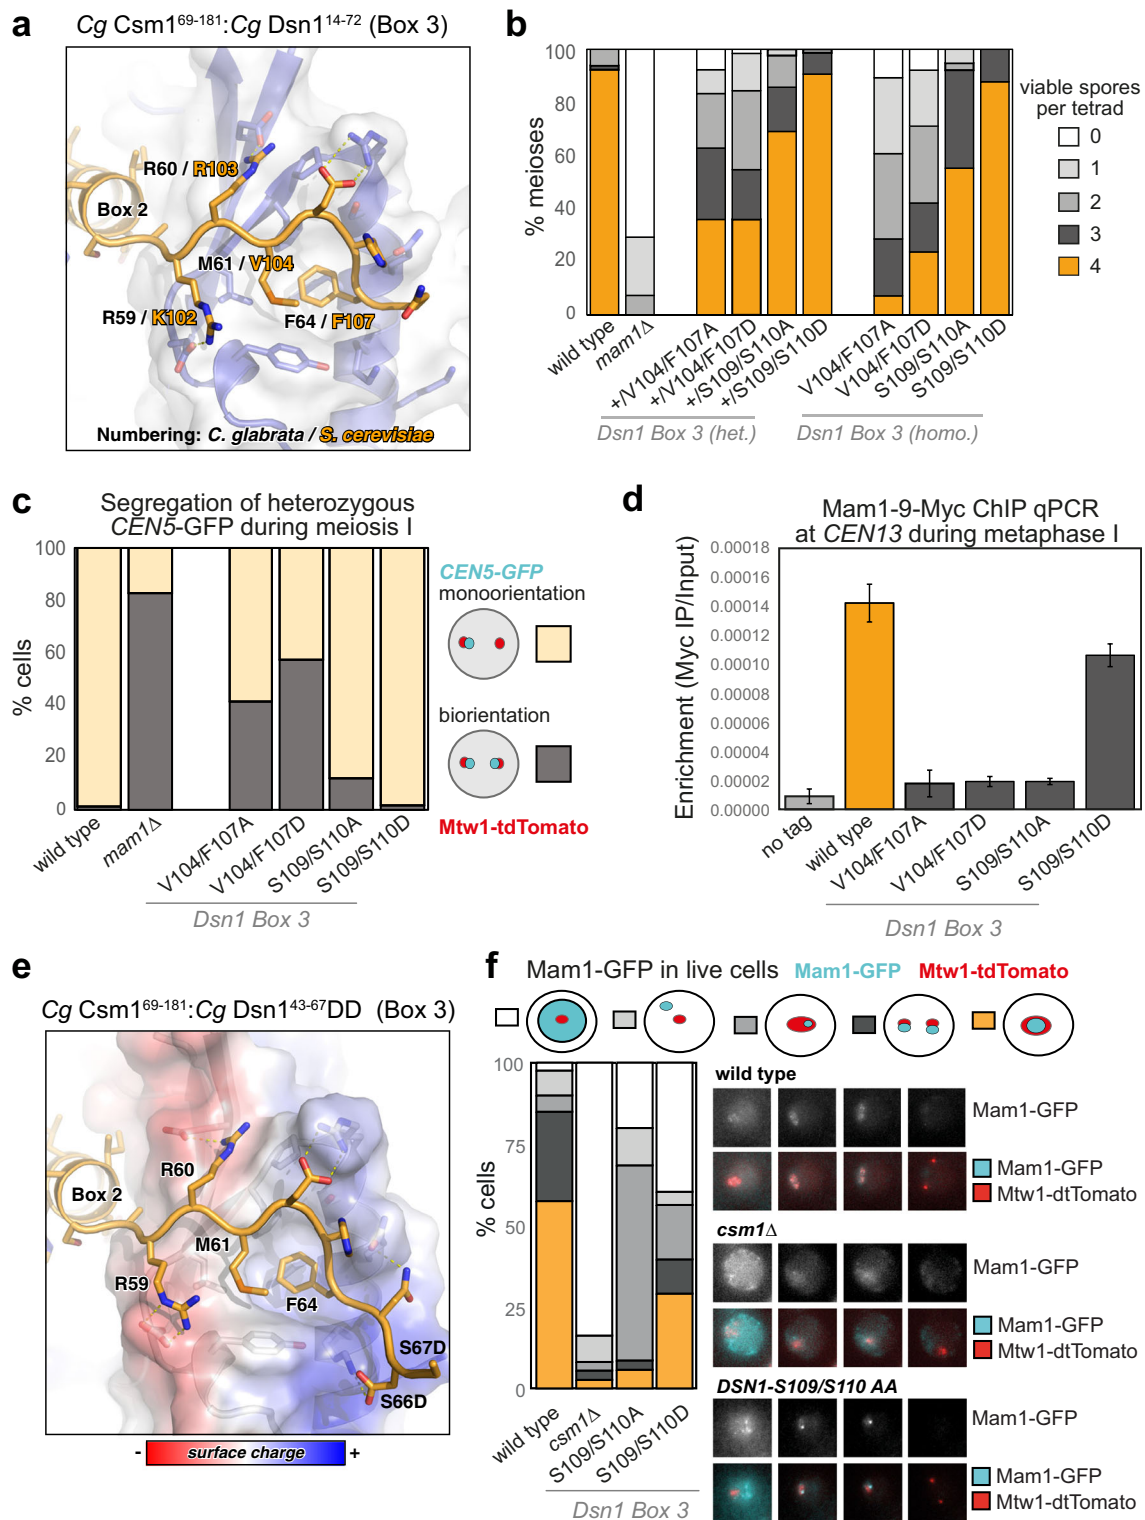 a
Cg Csm1⁶⁹⁻¹⁸¹:Cg Dsn1¹⁴⁻⁷² (Box 3)
R60 / R103
Box 2
M61 / V104
R59 / K102
F64 / F107
Numbering: C. glabrata / S. cerevisiae
b
% meioses
100
80
60
40
20
0
wild type
mam1Δ
+/V104/F107A
+/V104/F107D
+/S109/S110A
+/S109/S110D
V104/F107A
V104/F107D
S109/S110A
S109/S110D
Dsn1 Box 3 (het.)
Dsn1 Box 3 (homo.)
viable spores
per tetrad
0
1
2
3
4
c
Segregation of heterozygous
CEN5-GFP during meiosis I
% cells
100
80
60
40
20
0
wild type
mam1Δ
V104/F107A
V104/F107D
S109/S110A
S109/S110D
Dsn1 Box 3
CEN5-GFP
monoorientation
biorientation
Mtw1-tdTomato
d
Mam1-9-Myc ChIP qPCR
at CEN13 during metaphase I
Enrichment (Myc IP/Input)
0.00018
0.00016
0.00014
0.00012
0.00010
0.00008
0.00006
0.00004
0.00002
0.00000
no tag
wild type
V104/F107A
V104/F107D
S109/S110A
S109/S110D
Dsn1 Box 3
e
Cg Csm1⁶⁹⁻¹⁸¹:Cg Dsn1⁴³⁻⁶⁷DD (Box 3)
R60
Box 2
M61
R59
F64
S67D
S66D
- surface charge +
f
Mam1-GFP in live cells Mam1-GFP Mtw1-tdTomato
% cells
100
75
50
25
0
wild type
csm1Δ
S109/S110A
S109/S110D
Dsn1 Box 3
wild type
Mam1-GFP
Mam1-GFP
Mtw1-dtTomato
csm1Δ
Mam1-GFP
Mam1-GFP
Mtw1-dtTomato
DSN1-S109/S110 AA
Mam1-GFP
Mam1-GFP
Mtw1-dtTomato